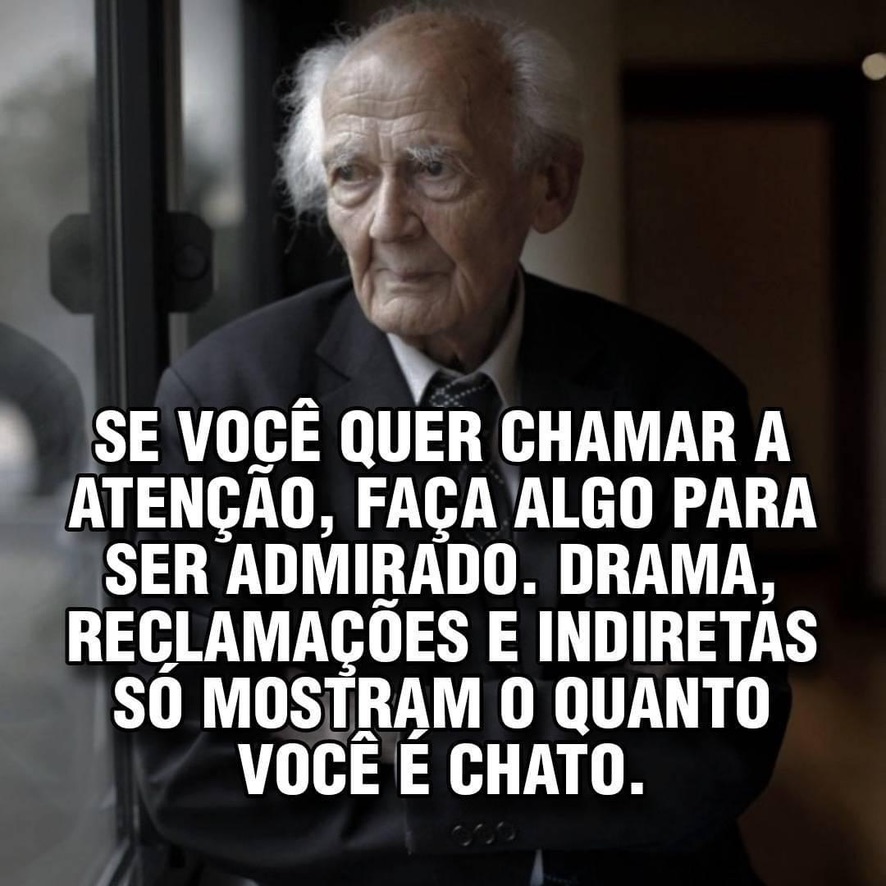 SE VOCÊ QUER CHAMAR A
ATENÇÃO, FAÇA ALGO PARA
SER ADMIRADO. DRAMA,
RECLAMAÇÕES E INDIRETAS
SÓ MOSTRAM O QUANTO
VOCÊ É CHATO.